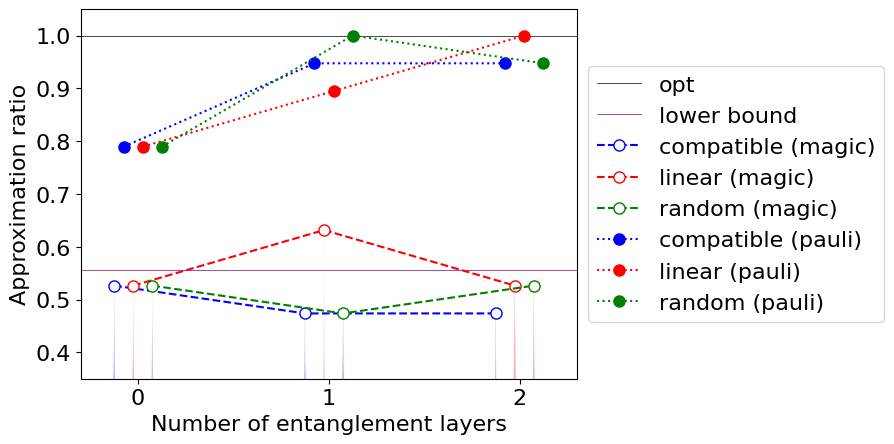 1.0
0.9
0.8
0.7
0.6
0.5
0.4
Approximation ratio
0
1
2
Number of entanglement layers
opt
lower bound
compatible (magic)
linear (magic)
random (magic)
compatible (pauli)
linear (pauli)
random (pauli)